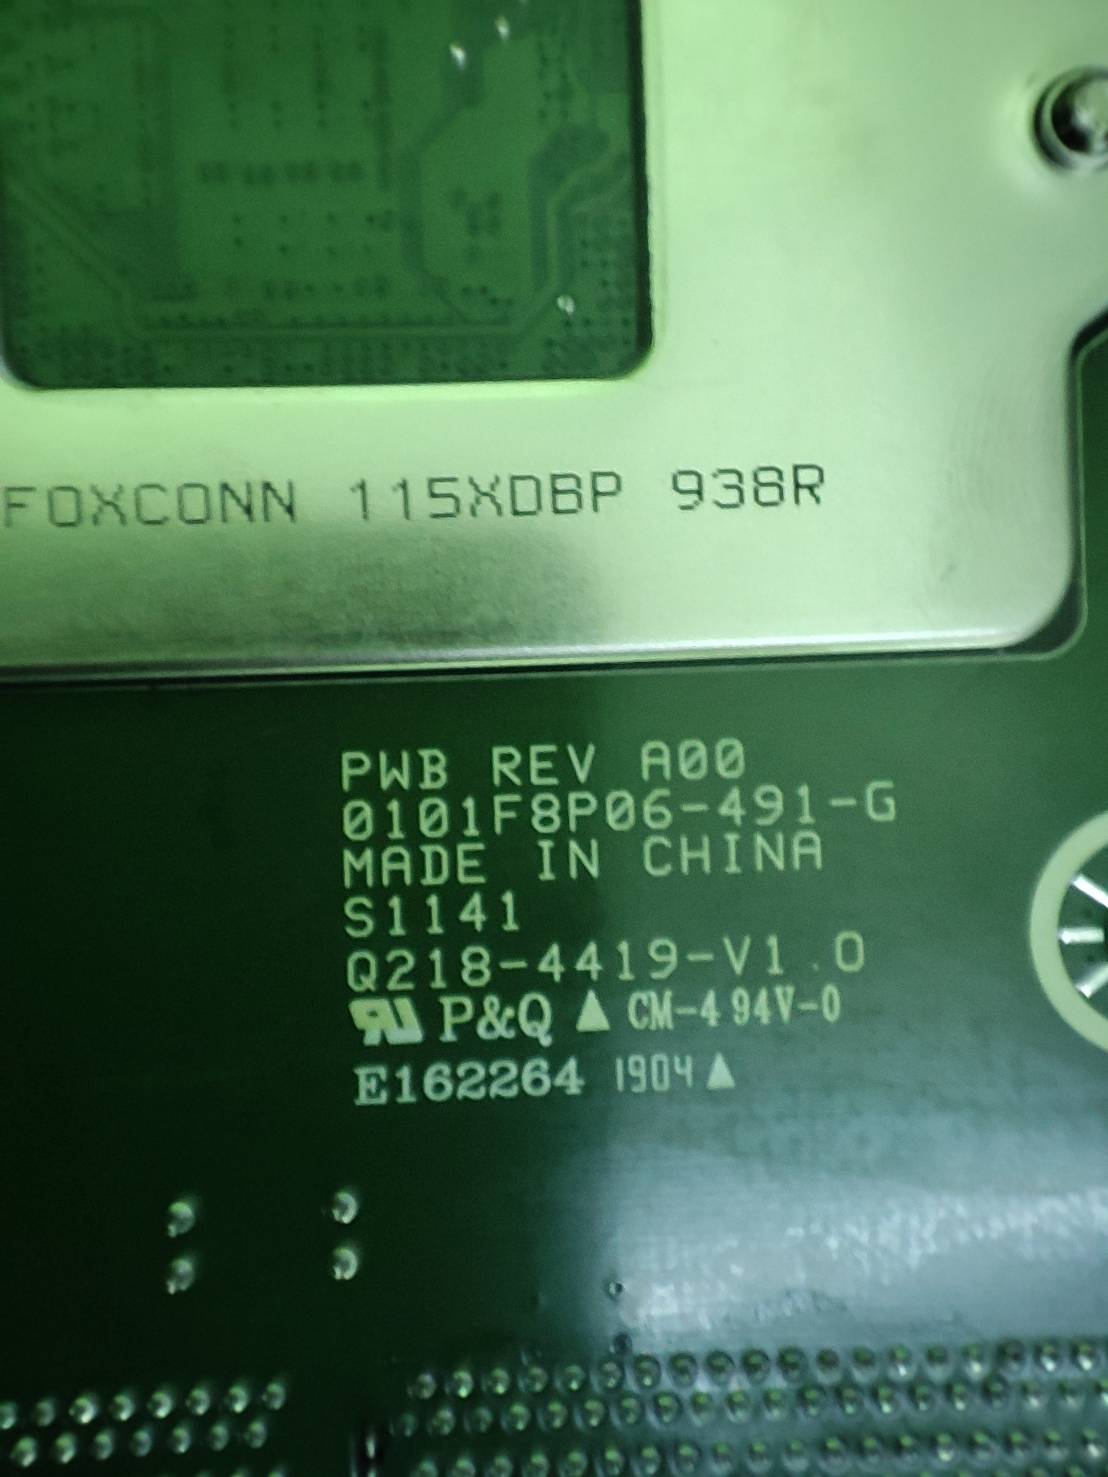 FOXCONN 115XDBP 938R
PWB REV A00
0101F8P06-491-G
MADE IN CHINA
S1141
Q218-4419-V1.0
P&Q ▲ CM-4 94V-0
E162264 1904 ▲